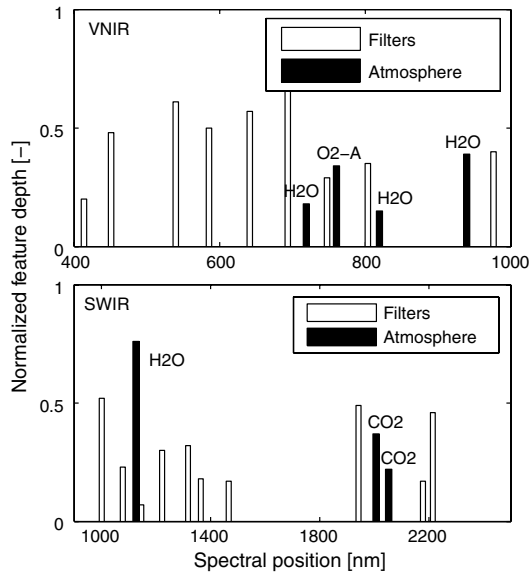 Normalized feature depth [−]
VNIR
Filters
Atmosphere
1
0.5
0
H2O
O2−A
H2O
H2O
400
600
800
1000
SWIR
Filters
Atmosphere
1
0.5
0
H2O
CO2
CO2
1000
1400
1800
2200
Spectral position [nm]